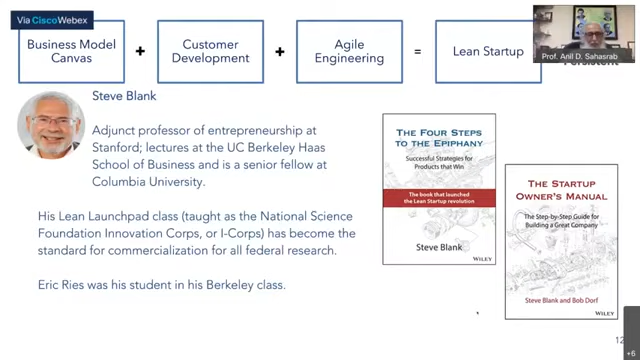 Via Cisco Webex
Business Model
Canvas
+
Customer
Development
+
Agile
Engineering
=
Lean Startup
Prof. Anil D. Sahasrab
Persistent
Steve Blank
Adjunct professor of entrepreneurship at
Stanford; lectures at the UC Berkeley Haas
School of Business and is a senior fellow at
Columbia University.
His Lean Launchpad class (taught as the National Science
Foundation Innovation Corps, or I-Corps) has become the
standard for commercialization for all federal research.
Eric Ries was his student in his Berkeley class.
THE FOUR STEPS
TO THE EPIPHANY
Successful Strategies for
Products that Win
The book that launched
the Lean Startup revolution
Steve Blank
WILEY
THE STARTUP
OWNER'S MANUAL
The Step-by-Step Guide for
Building a Great Company
Steve Blank and Bob Dorf
WILEY
12
+6